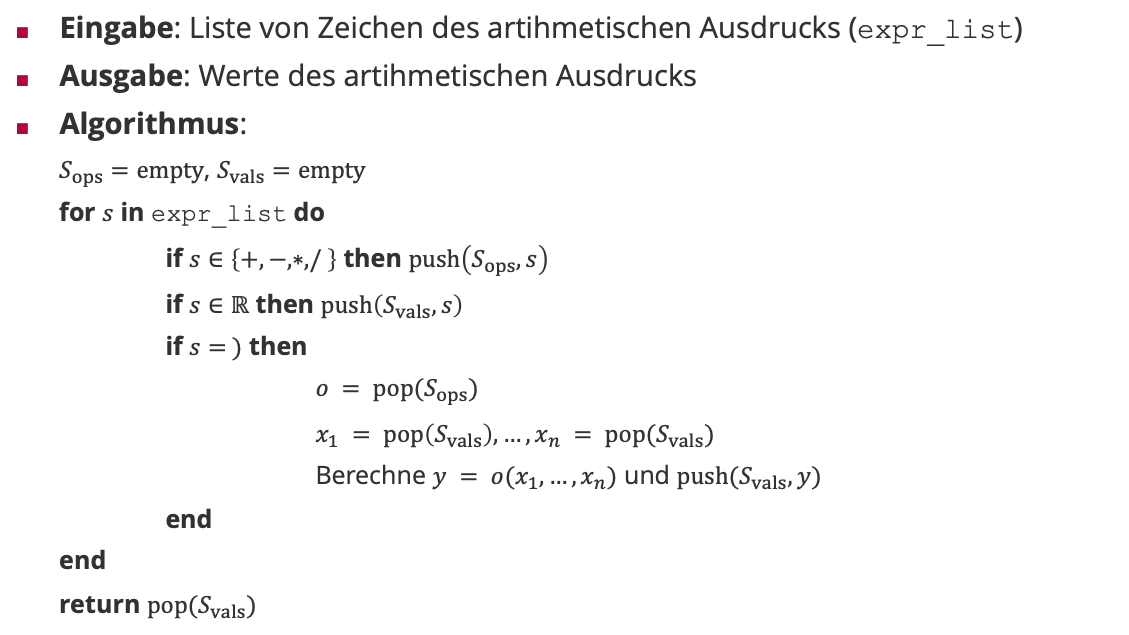 ▪ Eingabe: Liste von Zeichen des artihmetischen Ausdrucks (expr_list)
▪ Ausgabe: Werte des artihmetischen Ausdrucks
▪ Algorithmus:
S_ops = empty, S_vals = empty
for s in expr_list do
if s ∈ {+, −,*,/ } then push(S_ops, s)
if s ∈ ℝ then push(S_vals, s)
if s = ) then
o = pop(S_ops)
x_1 = pop(S_vals), … , x_n = pop(S_vals)
Berechne y = o(x_1, … , x_n) und push(S_vals, y)
end
end
return pop(S_vals)